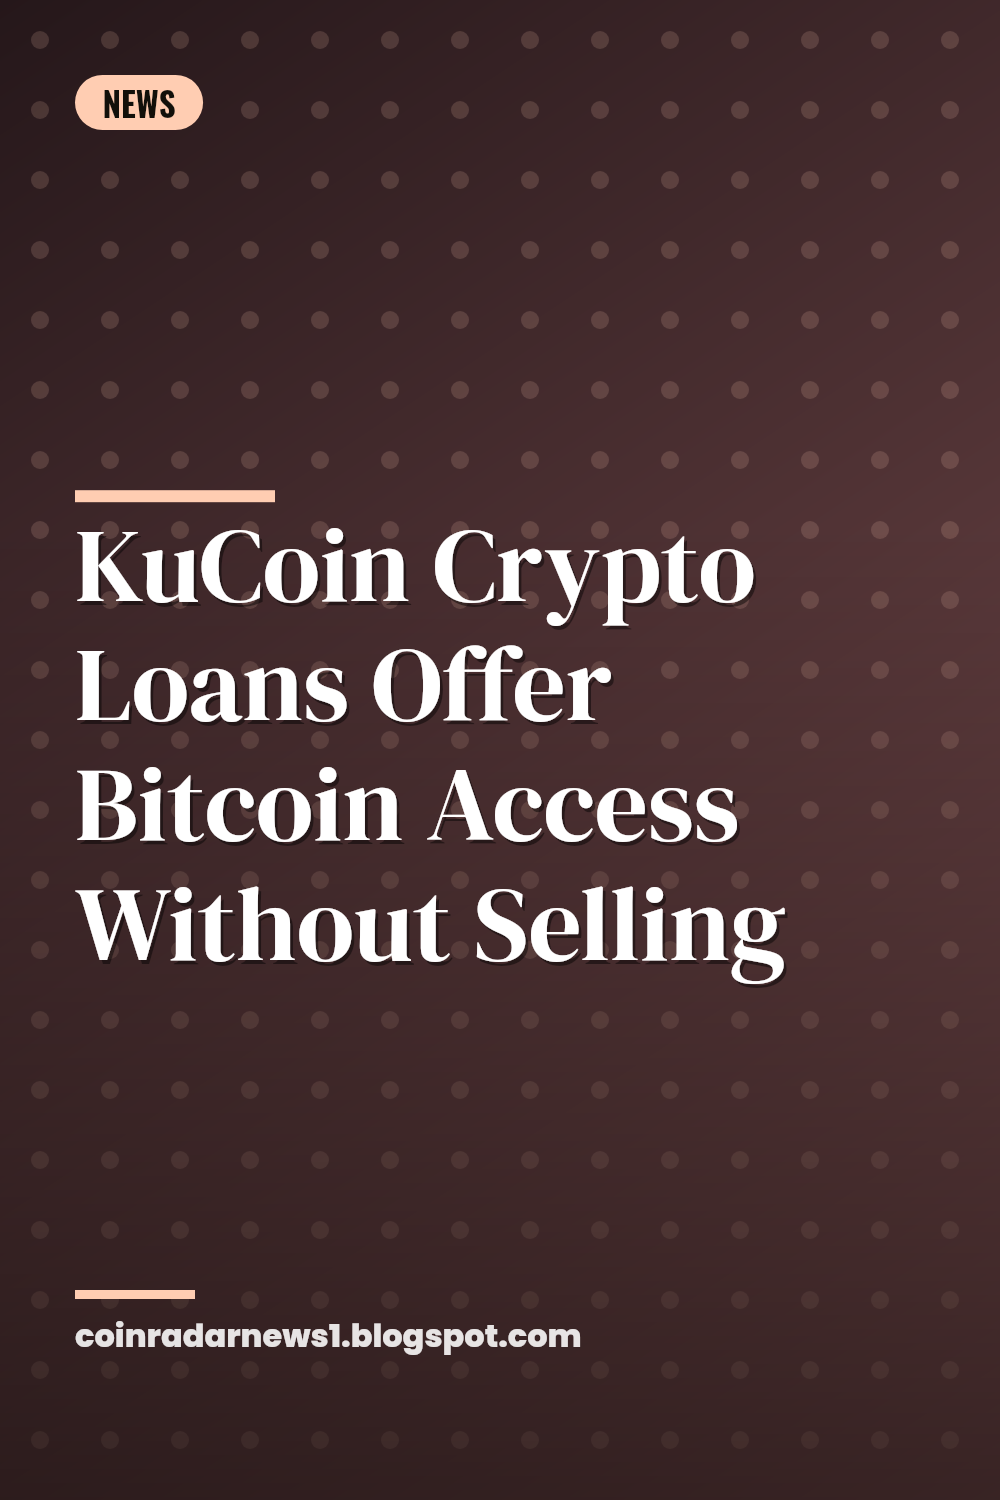 NEWS
KuCoin Crypto
Loans Offer
Bitcoin Access
Without Selling
coinradarnews1.blogspot.com